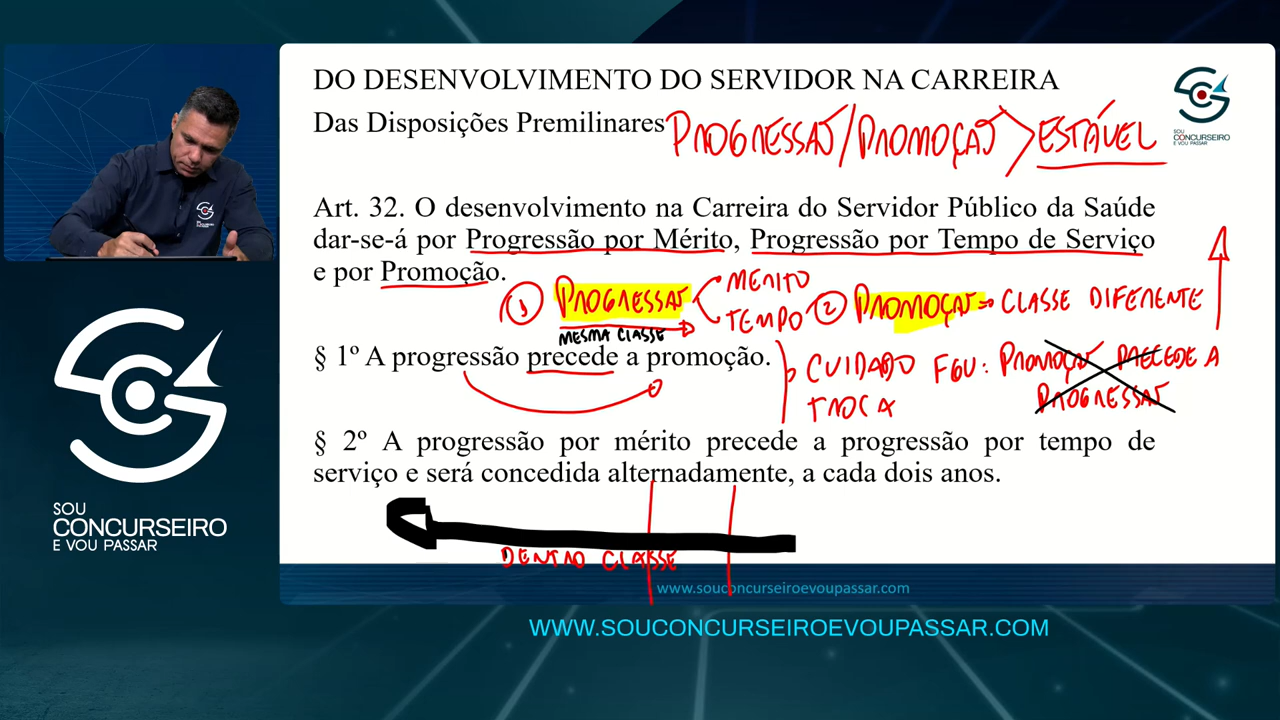 DO DESENVOLVIMENTO DO SERVIDOR NA CARREIRA
Das Disposições Premilinares PROGRESSÃO/PROMOÇÃO > ESTÁVEL
SOU
CONCURSEIRO
E VOU PASSAR
Art. 32. O desenvolvimento na Carreira do Servidor Público da Saúde
dar-se-á por Progressão por Mérito, Progressão por Tempo de Serviço
e por Promoção.
1 PROGRESSÃO MÉRITO
TEMPO
MESMA CLASSE
2 PROMOÇÃO CLASSE DIFERENTE
§ 1º A progressão precede a promoção.
CUIDADO FGV: PROMOÇÃO PRECEDE A
TROCA PROGRESSÃO
§ 2º A progressão por mérito precede a progressão por tempo de
serviço e será concedida alternadamente, a cada dois anos.
DENTRO CLASSE
SOU
CONCURSEIRO
E VOU PASSAR
www.souconcurseiroevoupassar.com
WWW.SOUCONCURSEIROEVOUPASSAR.COM